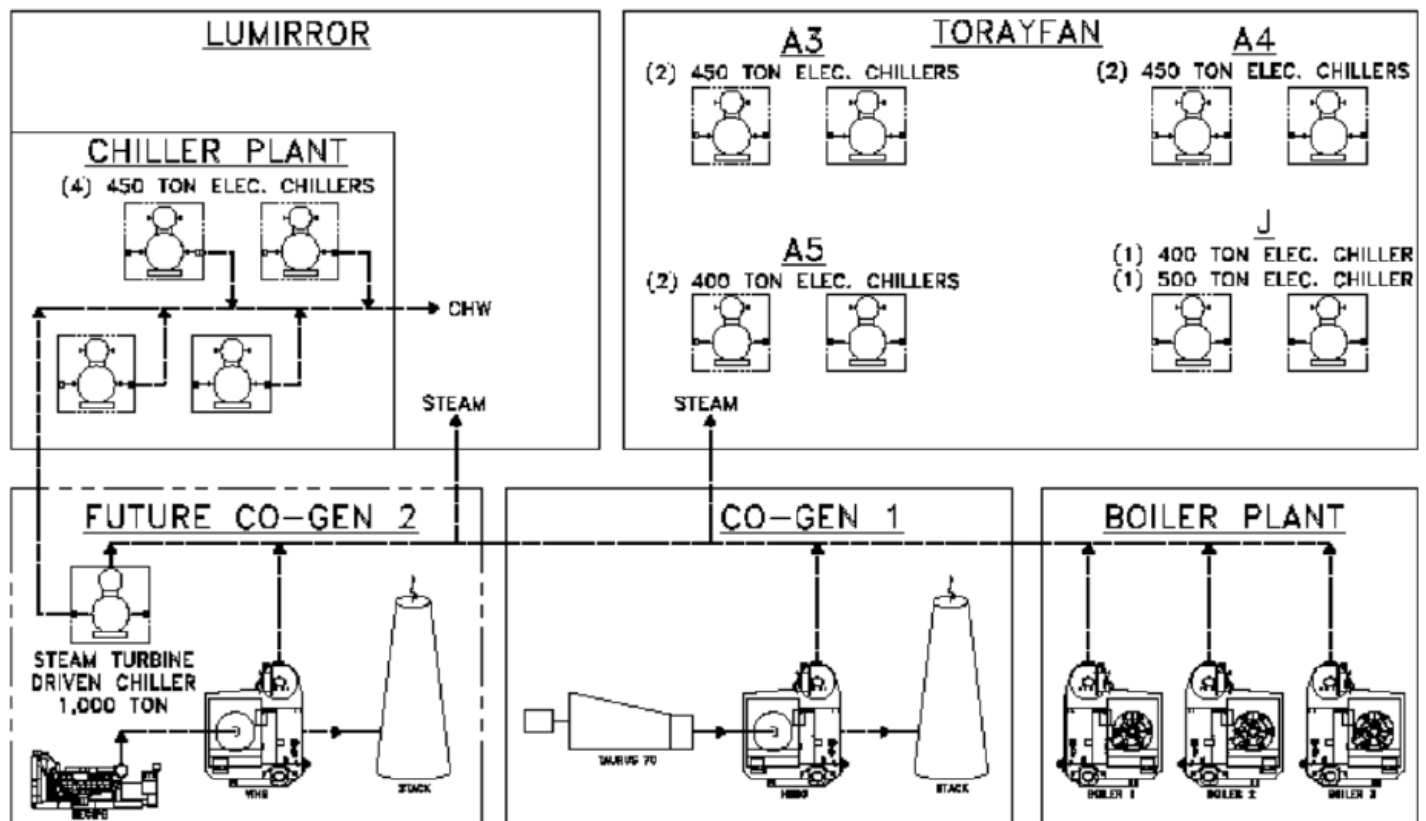 LUMIRROR
CHILLER PLANT
(4) 450 TON ELEC. CHILLERS
CHW
STEAM
TORAYFAN
A3
(2) 450 TON ELEC. CHILLERS
A4
(2) 450 TON ELEC. CHILLERS
A5
(2) 400 TON ELEC. CHILLERS
J
(1) 400 TON ELEC. CHILLER
(1) 500 TON ELEC. CHILLER
STEAM
FUTURE CO-GEN 2
STEAM TURBINE
DRIVEN CHILLER
1,000 TON
STACK
CO-GEN 1
TAURUS 70
STACK
BOILER PLANT
BOILER 1
BOILER 2
BOILER 3